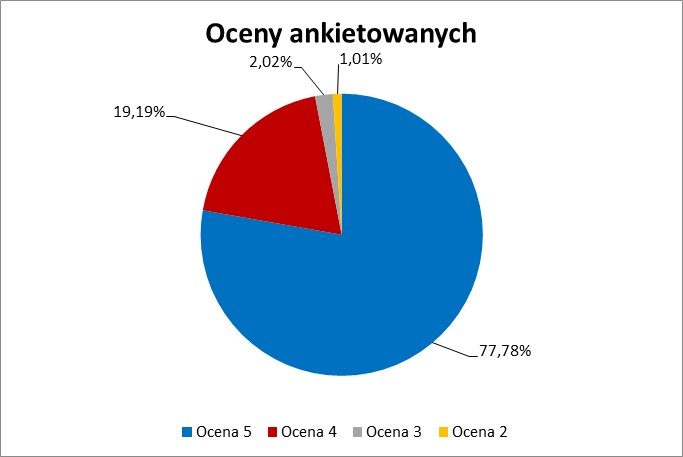 Oceny ankietowanych
2,02%
1,01%
19,19%
77,78%
Ocena 5 Ocena 4 Ocena 3 Ocena 2